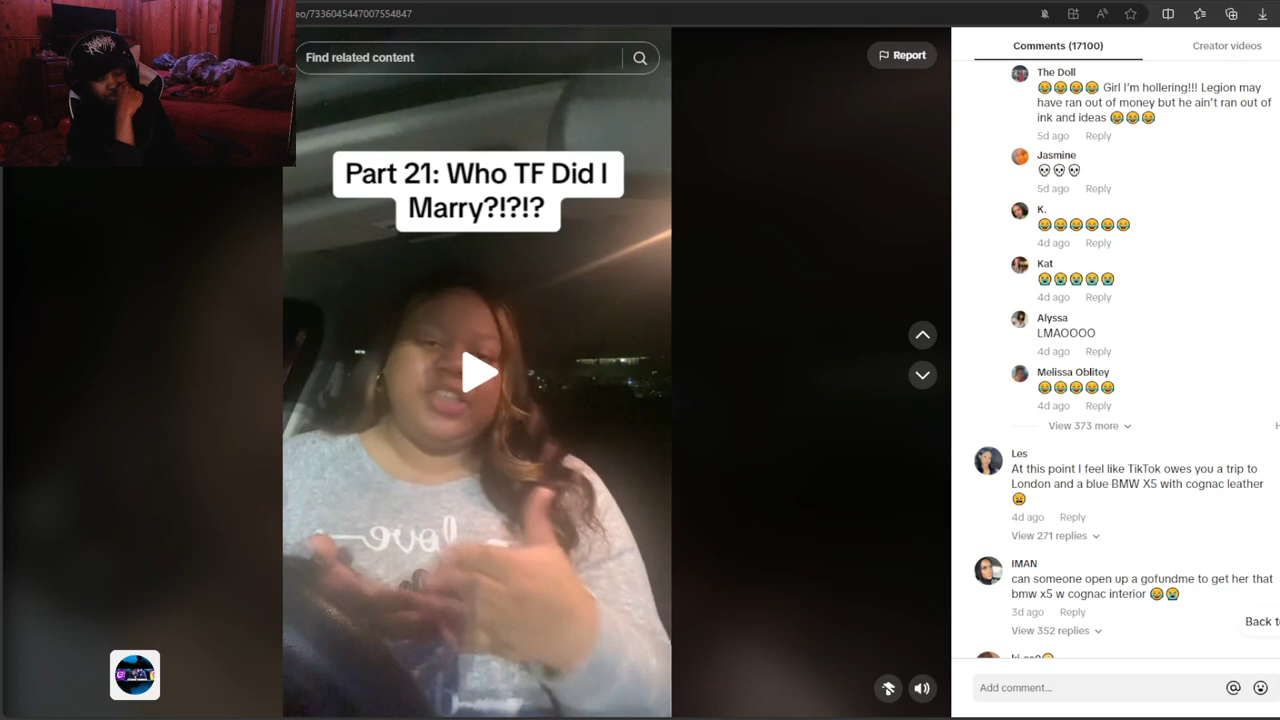 eo/7336045447007554847
Find related content
Report
Part 21: Who TF Did I
Marry?!?!?
love
Comments (17100)
Creator videos
The Doll
😂😂😂😂 Girl I'm hollering!!! Legion may
have ran out of money but he ain't ran out of
ink and ideas 😂😂😂
5d ago Reply
Jasmine
💀💀💀
5d ago Reply
K.
😂😂😂😂😂😂
4d ago Reply
Kat
😭😭😭😭😭
4d ago Reply
Alyssa
LMAOOOO
4d ago Reply
Melissa Oblitey
😂😂😂😂😂
4d ago Reply
View 373 more
Les
At this point I feel like TikTok owes you a trip to
London and a blue BMW X5 with cognac leather
😩
4d ago Reply
View 271 replies
IMAN
can someone open up a gofundme to get her that
bmw x5 w cognac interior 😂😭
3d ago Reply
View 352 replies
Back to
Add comment...